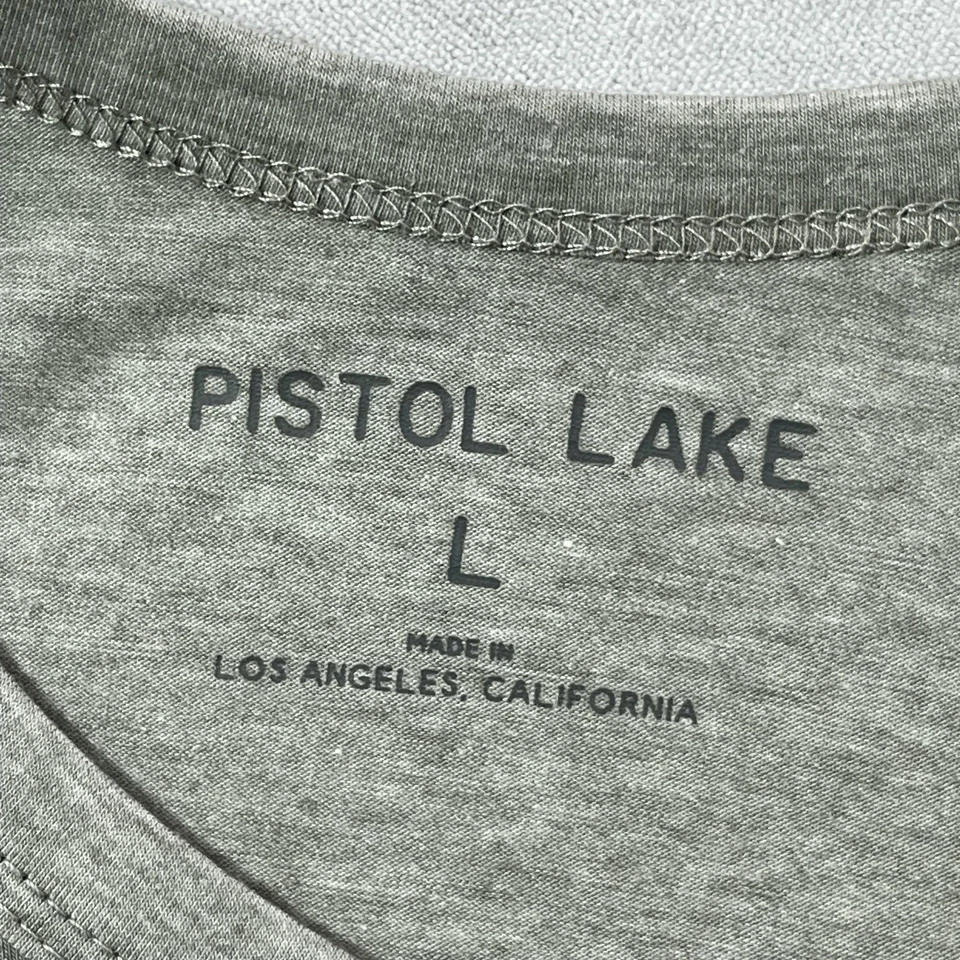 PISTOL LAKE
L
MADE IN
LOS ANGELES, CALIFORNIA